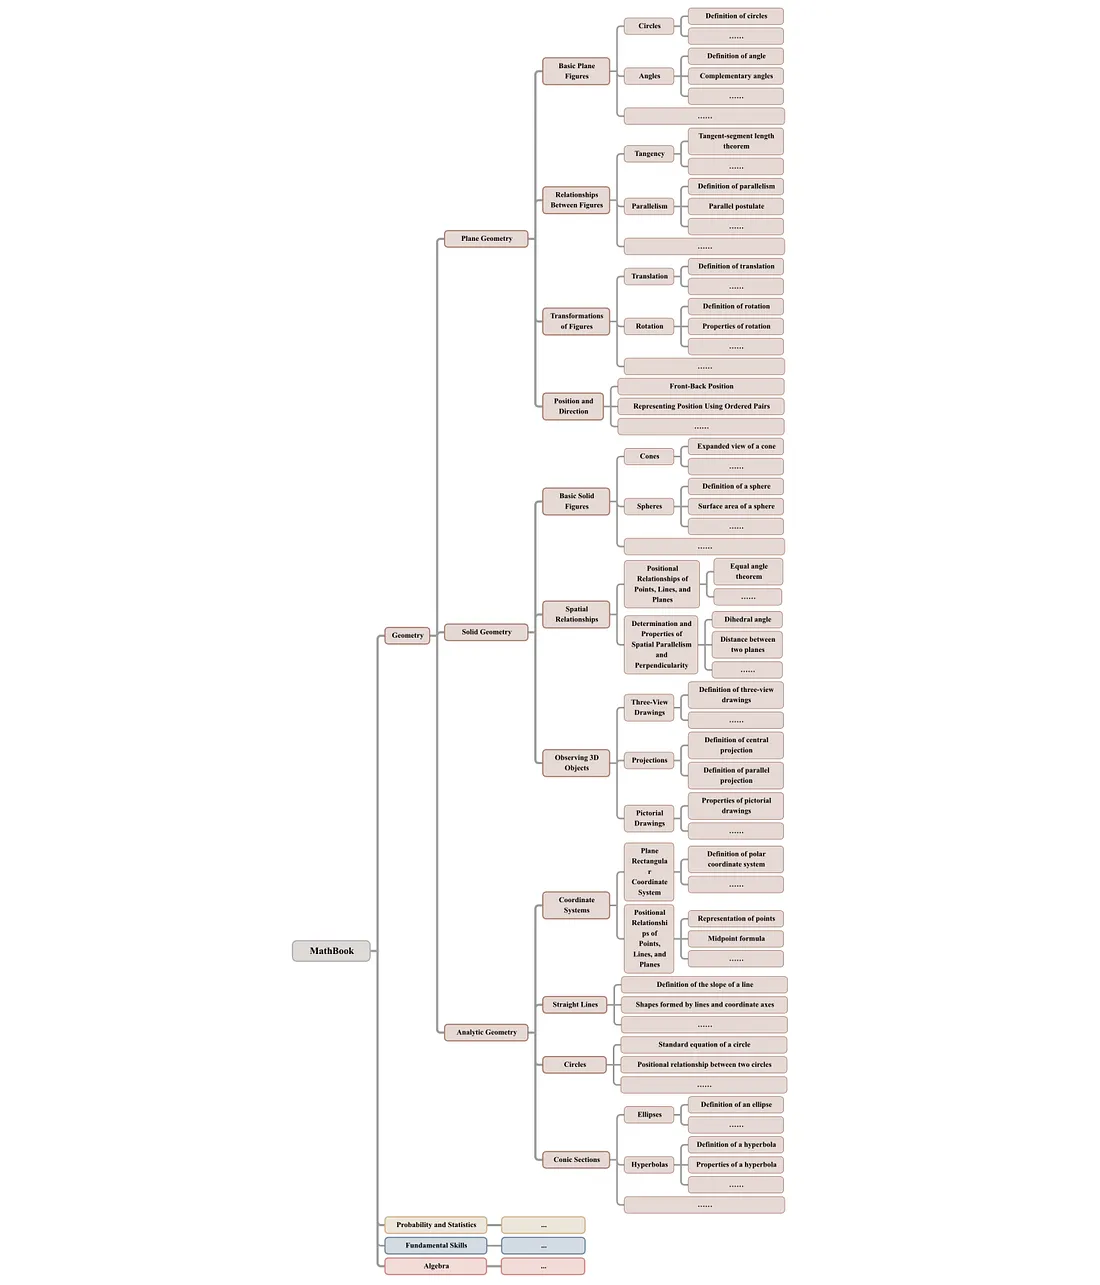 MathBook
Geometry
Plane Geometry
Basic Plane
Figures
Circles
Definition of circles
......
Angles
Definition of angle
Complementary angles
......
......
Relationships
Between Figures
Tangency
Tangent-segment length
theorem
......
Parallelism
Definition of parallelism
Parallel postulate
......
......
Transformations
of Figures
Translation
Definition of translation
......
Rotation
Definition of rotation
Properties of rotation
......
......
Position and
Direction
Front-Back Position
Representing Position Using Ordered Pairs
......
Solid Geometry
Basic Solid
Figures
Cones
Expanded view of a cone
......
Spheres
Definition of a sphere
Surface area of a sphere
......
......
Spatial
Relationships
Positional
Relationships of
Points, Lines, and
Planes
Equal angle
theorem
......
Determination and
Properties of
Spatial Parallelism
and
Perpendicularity
Dihedral angle
Distance between
two planes
......
Observing 3D
Objects
Three-View
Drawings
Definition of three-view
drawings
......
Projections
Definition of central
projection
Definition of parallel
projection
Pictorial
Drawings
Properties of pictorial
drawings
......
Analytic Geometry
Coordinate
Systems
Plane
Rectangula
r
Coordinate
System
Definition of polar
coordinate system
......
Positional
Relationshi
ps of
Points,
Lines, and
Planes
Representation of points
Midpoint formula
......
Straight Lines
Definition of the slope of a line
Shapes formed by lines and coordinate axes
......
Circles
Standard equation of a circle
Positional relationship between two circles
......
Conic Sections
Ellipses
Definition of an ellipse
......
Hyperbolas
Definition of a hyperbola
Properties of a hyperbola
......
......
Probability and Statistics
...
Fundamental Skills
...
Algebra
...